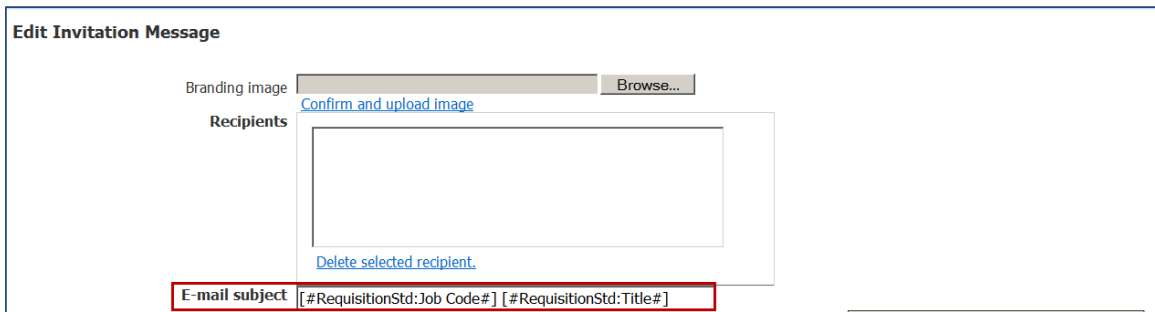 Edit Invitation Message
Branding image Browse...
Confirm and upload image
Recipients
Delete selected recipient.
E-mail subject [#RequisitionStd:Job Code#] [#RequisitionStd:Title#]